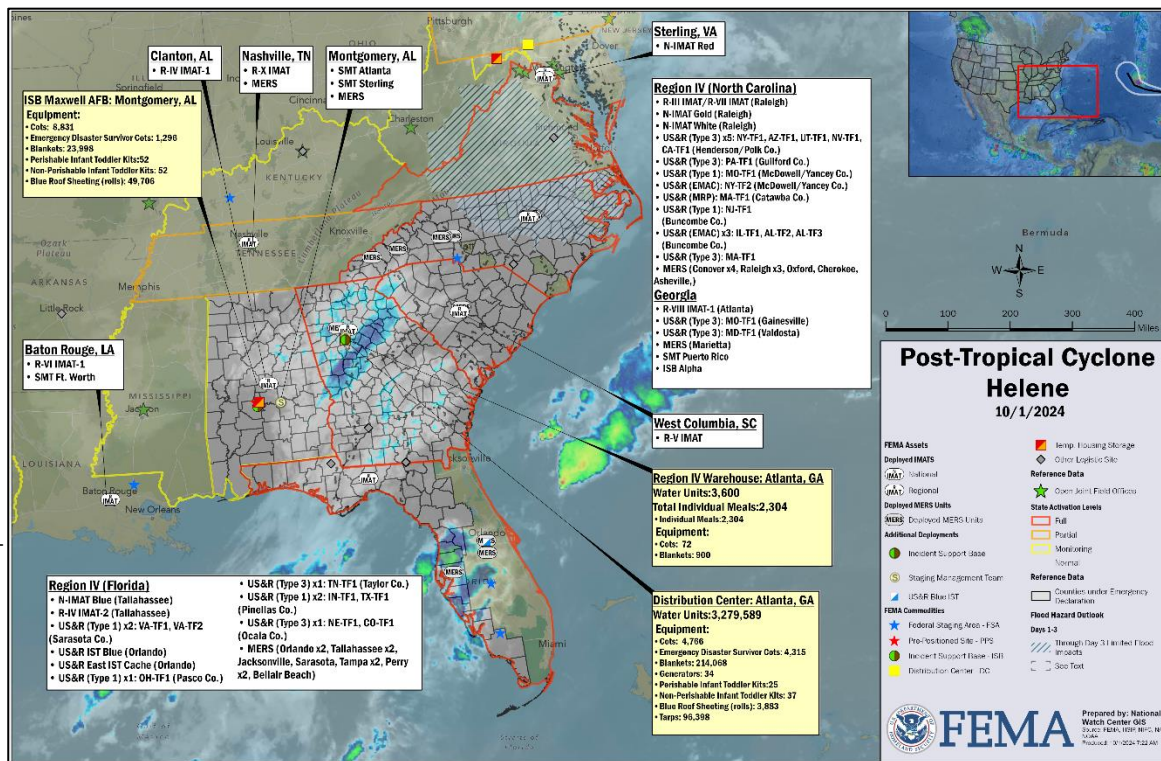 Clanton, AL
• R-IV IMAT-1
Nashville, TN
• R-X IMAT
• MERS
Montgomery, AL
• SMT Atlanta
• SMT Sterling
• MERS
Sterling, VA
• N-IMAT Red
ISB Maxwell AFB: Montgomery, AL
Equipment:
• Cots: 8,831
• Emergency Disaster Survivor Cots: 1,296
• Blankets: 23,998
• Perishable Infant Toddler Kits:52
• Non-Perishable Infant Toddler Kits: 52
• Blue Roof Sheeting (rolls): 49,706
Region IV (North Carolina)
• R-III IMAT/R-VII IMAT (Raleigh)
• N-IMAT Gold (Raleigh)
• N-IMAT White (Raleigh)
• US&R (Type 3) x5: NY-TF1, AZ-TF1, UT-TF1, NV-TF1,
CA-TF1 (Henderson/Polk Co.)
• US&R (Type 3): PA-TF1 (Guilford Co.)
• US&R (Type 1): MO-TF1 (McDowell/Yancey Co.)
• US&R (EMAC): NY-TF2 (McDowell/Yancey Co.)
• US&R (MRP): MA-TF1 (Catawba Co.)
• US&R (Type 1): NJ-TF1
(Buncombe Co.)
• US&R (EMAC) x3: IL-TF1, AL-TF2, AL-TF3
(Buncombe Co.)
• US&R (Type 3): MA-TF1
• MERS (Conover x4, Raleigh x3, Oxford, Cherokee,
Asheville,)
Georgia
• R-VIII IMAT-1 (Atlanta)
• US&R (Type 3): MO-TF1 (Gainesville)
• US&R (Type 3): MD-TF1 (Valdosta)
• MERS (Marietta)
• SMT Puerto Rico
• ISB Alpha
Baton Rouge, LA
• R-VI IMAT-1
• SMT Ft. Worth
West Columbia, SC
• R-V IMAT
Region IV Warehouse: Atlanta, GA
Water Units:3,600
Total Individual Meals:2,304
• Individual Meals:2,304
Equipment:
• Cots: 72
• Blankets: 900
Distribution Center: Atlanta, GA
Water Units:3,279,589
Equipment:
• Cots: 4,766
• Emergency Disaster Survivor Cots: 4,315
• Blankets: 214,068
• Generators: 34
• Perishable Infant Toddler Kits:25
• Non-Perishable Infant Toddler Kits: 37
• Blue Roof Sheeting (rolls): 3,883
• Tarps: 96,398
Region IV (Florida)
• N-IMAT Blue (Tallahassee)
• R-IV IMAT-2 (Tallahassee)
• US&R (Type 1) x2: VA-TF1, VA-TF2
(Sarasota Co.)
• US&R IST Blue (Orlando)
• US&R East IST Cache (Orlando)
• US&R (Type 1) x1: OH-TF1 (Pasco Co.)
• US&R (Type 3) x1: TN-TF1 (Taylor Co.)
• US&R (Type 1) x2: IN-TF1, TX-TF1
(Pinellas Co.)
• US&R (Type 3) x1: NE-TF1, CO-TF1
(Ocala Co.)
• MERS (Orlando x2, Tallahassee x2,
Jacksonville, Sarasota, Tampa x2, Perry
x2, Bellair Beach)
Pittsburgh
OHIO
NEW JERSEY
Dover
Cincinnati
Charleston
Richmond
Louisville
KENTUCKY
Nashville
TENNESSEE
Knoxville
Ozark
Plateau
ARKANSAS
Memphis
Little Rock
MISSISSIPPI
Jackson
LOUISIANA
Baton Rouge
New Orleans
Orlando
Miami
Bermuda
N
W E
S
0 50 100 200 300 400
Miles
Post-Tropical Cyclone
Helene
10/1/2024
FEMA Assets
Deployed IMATS
National
Regional
Deployed MERS Units
Deployed MERS Units
Additional Deployments
Incident Support Base
Staging Management Team
US&R Blue IST
FEMA Commodities
Federal Staging Area - FSA
Pre-Positioned Site - PPS
Incident Support Base - ISB
Distribution Center - DC
Temp. Housing Storage
Other Logistic Site
Reference Data
Open Joint Field Offices
State Activation Levels
Full
Partial
Monitoring
Normal
Reference Data
Counties under Emergency
Declaration
Flood Hazard Outlook
Days 1-3
Through Day 3 Limited Flood
Impacts
See Text
FEMA
Prepared by: National
Watch Center GIS
Produced: 10/1/2024 7:22 AM